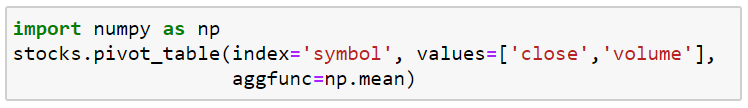 import numpy as np
stocks.pivot_table(index='symbol', values=['close','volume'],
                   aggfunc=np.mean)